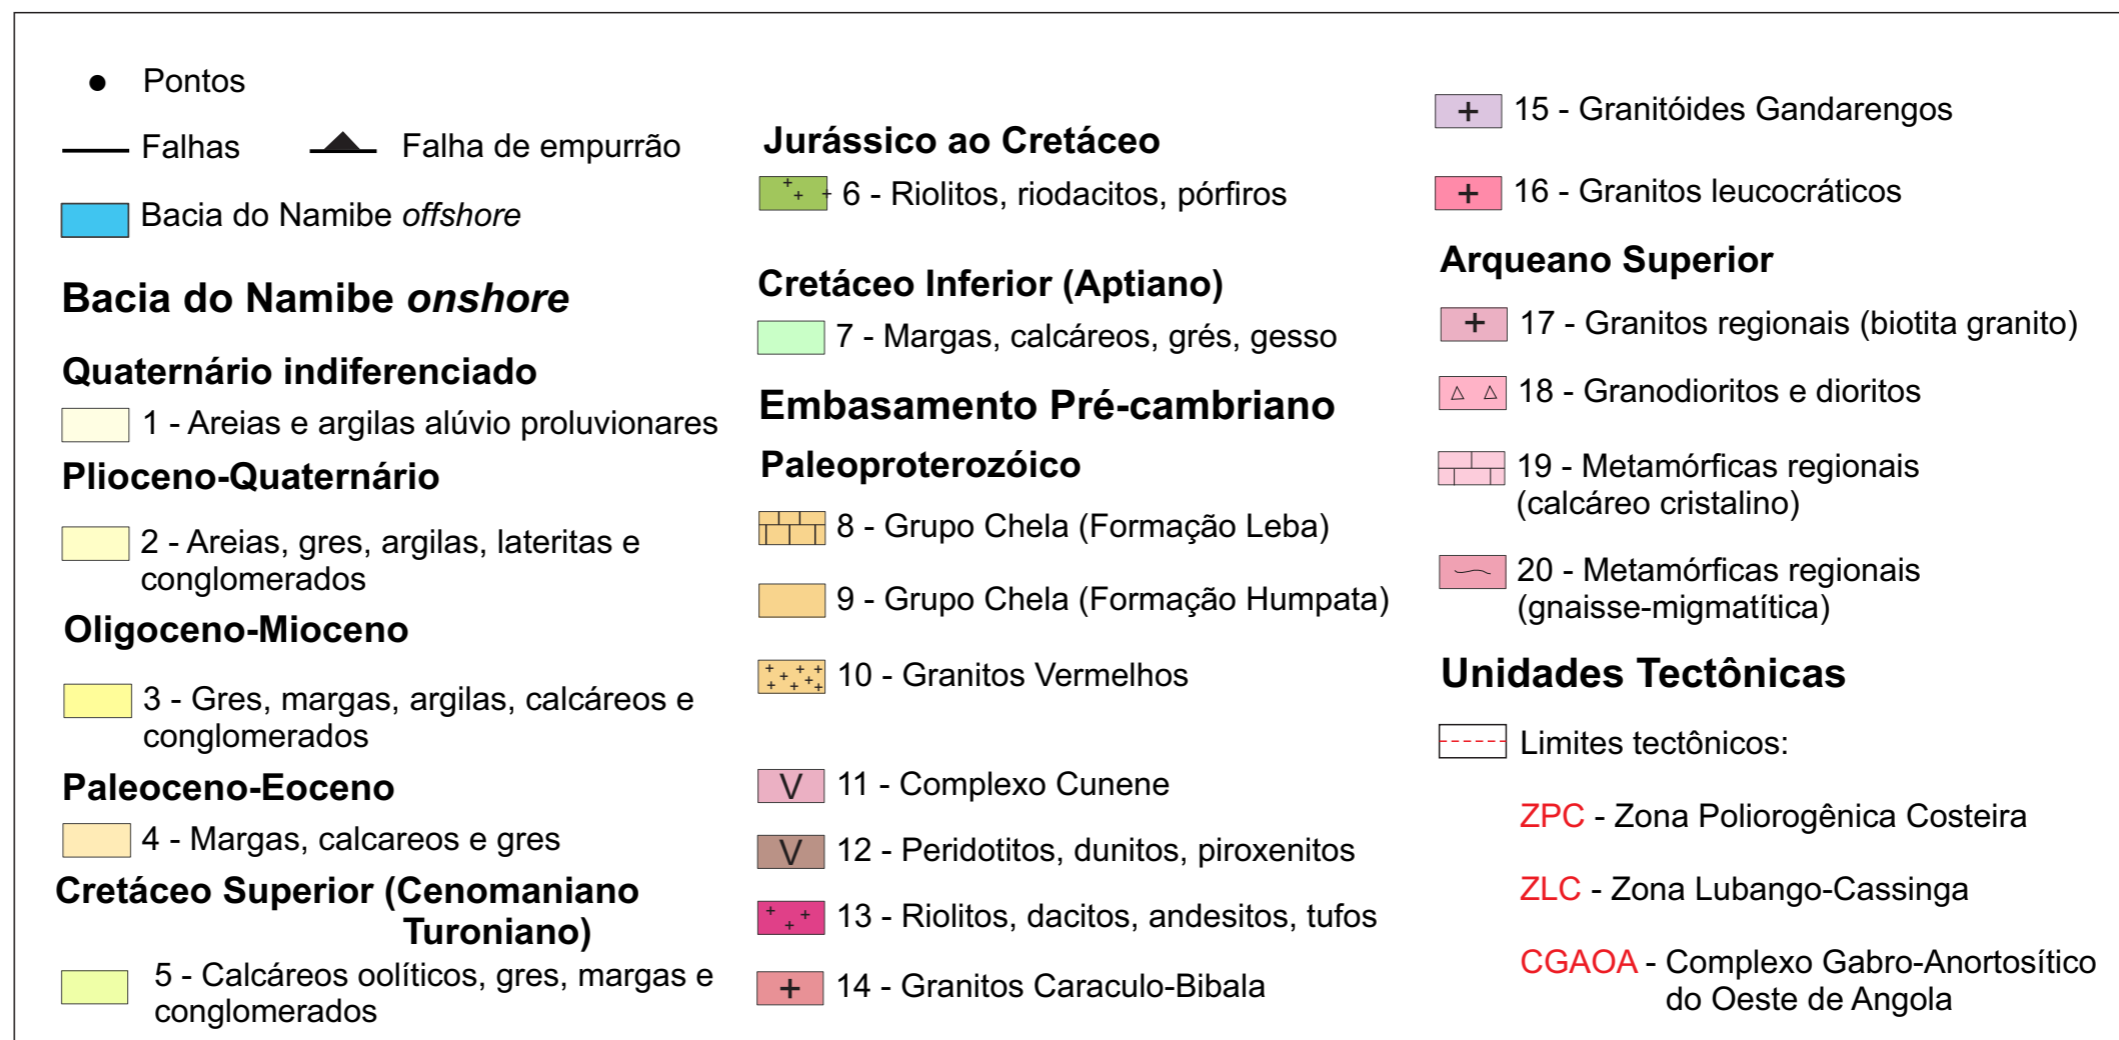 Pontos
Falhas
Falha de empurrão
Bacia do Namibe offshore
Bacia do Namibe onshore
Quaternário indiferenciado
1 - Areias e argilas alúvio proluvionares
Plioceno-Quaternário
2 - Areias, gres, argilas, lateritas e
conglomerados
Oligoceno-Mioceno
3 - Gres, margas, argilas, calcáreos e
conglomerados
Paleoceno-Eoceno
4 - Margas, calcareos e gres
Cretáceo Superior (Cenomaniano
Turoniano)
5 - Calcáreos oolíticos, gres, margas e
conglomerados
Jurássico ao Cretáceo
6 - Riolitos, riodacitos, pórfiros
Cretáceo Inferior (Aptiano)
7 - Margas, calcáreos, grés, gesso
Embasamento Pré-cambriano
Paleoproterozóico
8 - Grupo Chela (Formação Leba)
9 - Grupo Chela (Formação Humpata)
10 - Granitos Vermelhos
V 11 - Complexo Cunene
V 12 - Peridotitos, dunitos, piroxenitos
13 - Riolitos, dacitos, andesitos, tufos
14 - Granitos Caraculo-Bibala
15 - Granitóides Gandarengos
16 - Granitos leucocráticos
Arqueano Superior
17 - Granitos regionais (biotita granito)
18 - Granodioritos e dioritos
19 - Metamórficas regionais
(calcáreo cristalino)
20 - Metamórficas regionais
(gnaisse-migmatítica)
Unidades Tectônicas
Limites tectônicos:
ZPC - Zona Poliorogênica Costeira
ZLC - Zona Lubango-Cassinga
CGAOA - Complexo Gabro-Anortosítico
do Oeste de Angola